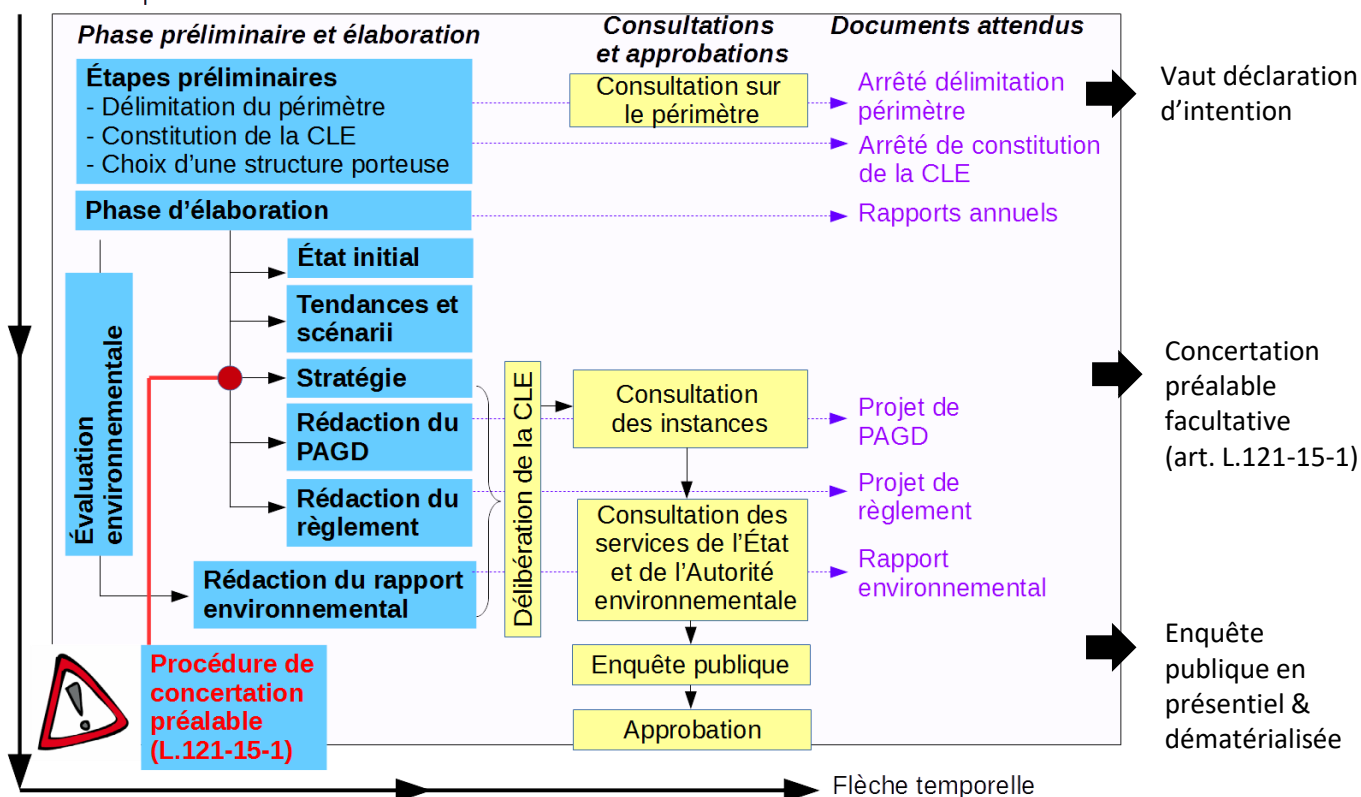 Phase préliminaire et élaboration
Consultations
et approbations
Documents attendus
Étapes préliminaires
- Délimitation du périmètre
- Constitution de la CLE
- Choix d'une structure porteuse
Consultation sur
le périmètre
Arrêté délimitation
périmètre
Arrêté de constitution
de la CLE
Vaut déclaration
d’intention
Phase d'élaboration
Rapports annuels
État initial
Tendances et
scénarii
Stratégie
Rédaction du
PAGD
Rédaction du
règlement
Évaluation
environnementale
Rédaction du rapport
environnemental
Délibération de la CLE
Consultation
des instances
Projet de
PAGD
Concertation
préalable
facultative
(art. L.121-15-1)
Consultation des
services de l'État
et de l'Autorité
environnementale
Projet de
règlement
Rapport
environnemental
Procédure de
concertation
préalable
(L.121-15-1)
Enquête publique
Approbation
Enquête
publique en
présentiel &
dématérialisée
Flèche temporelle